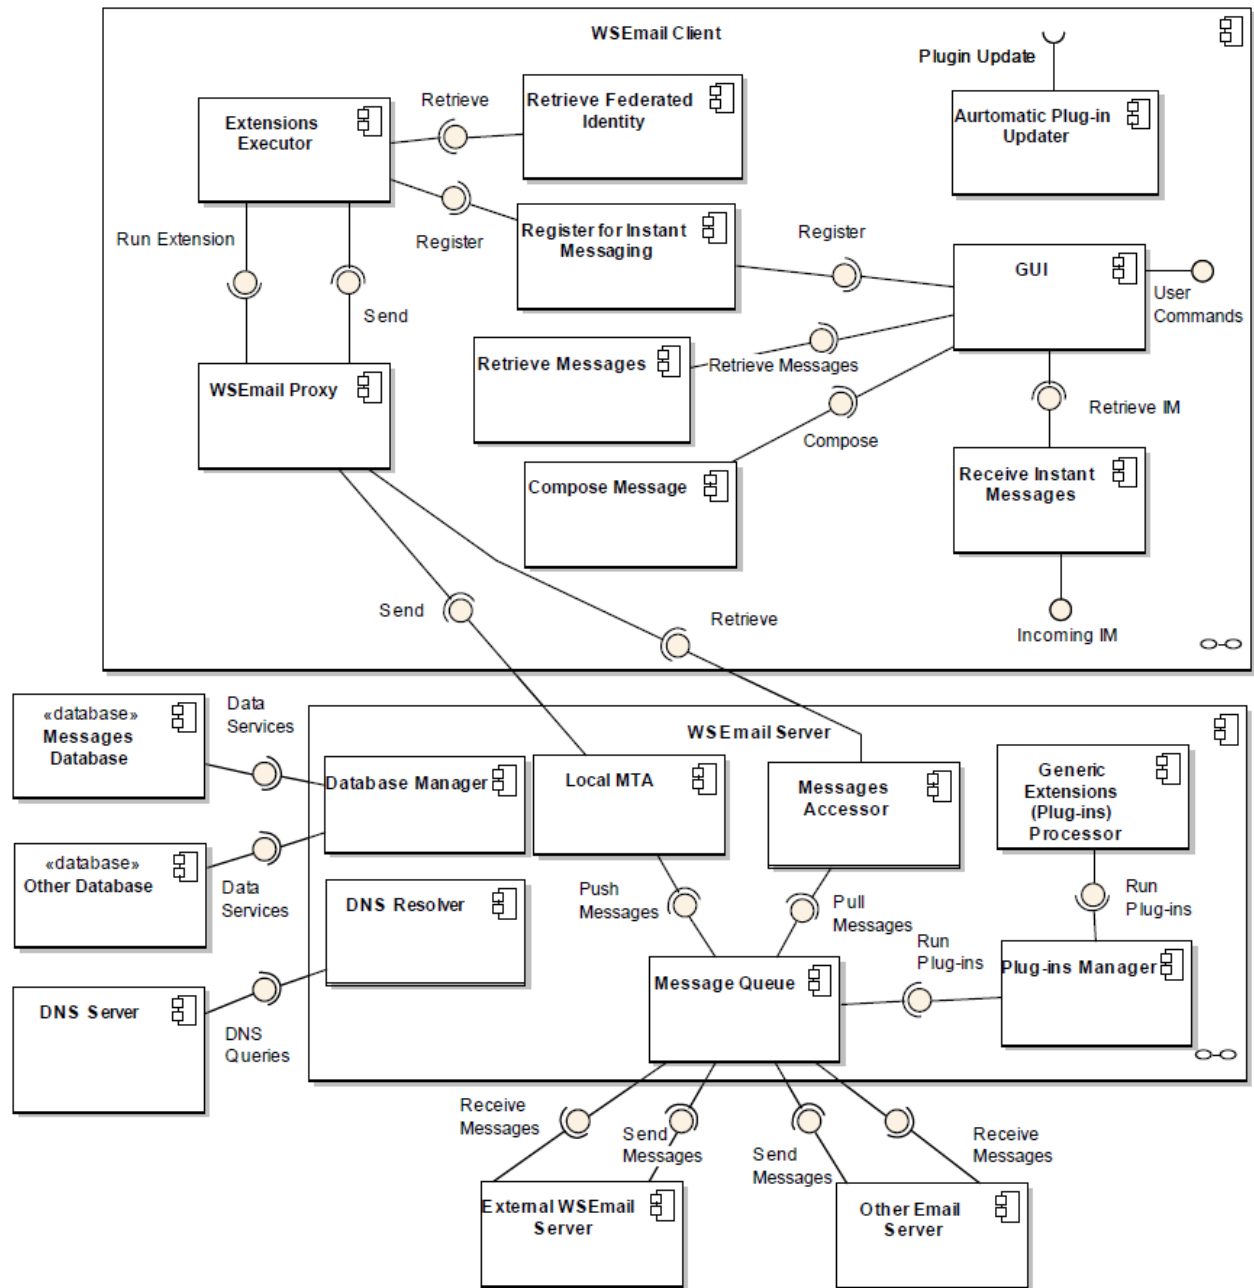 WSEmail Client
Plugin Update
Retrieve
Retrieve Federated
Identity
Extensions
Executor
Aurtomatic Plug-in
Updater
Run Extension
Register
Register for Instant
Messaging
Register
GUI
User
Commands
Send
WSEmail Proxy
Retrieve Messages
Retrieve Messages
Retrieve IM
Compose
Compose Message
Receive Instant
Messages
Send
Retrieve
Incoming IM
«database»
Messages
Database
Data
Services
WSEmail Server
Database Manager
Local MTA
Messages
Accessor
Generic
Extensions
(Plug-ins)
Processor
«database»
Other Database
Data
Services
DNS Resolver
Push
Messages
Pull
Messages
Run
Plug-ins
Run
Plug-ins
Message Queue
Plug-ins Manager
DNS Server
DNS
Queries
Receive
Messages
Send
Messages
Send
Messages
Receive
Messages
External WSEmail
Server
Other Email
Server